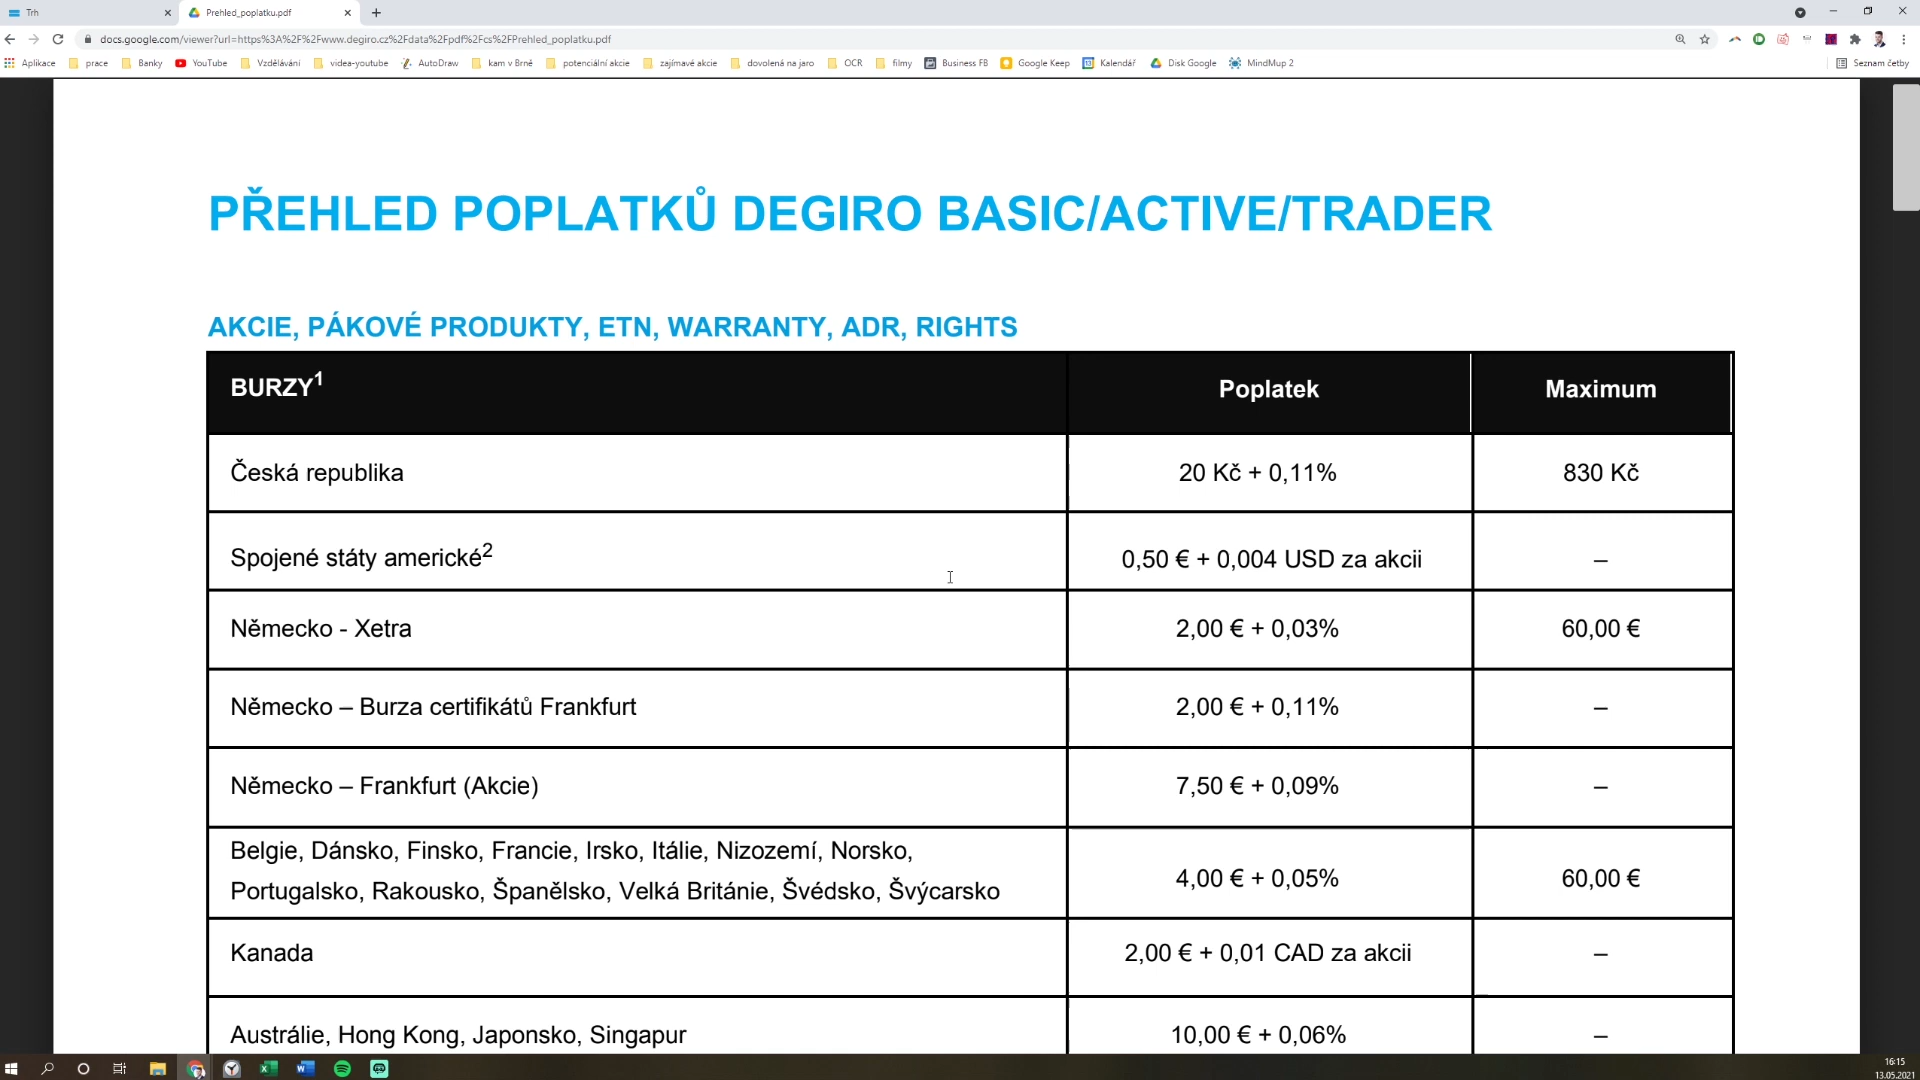 Trh
Prehled_poplatku.pdf
docs.google.com/viewer?url=https%3A%2F%2Fwww.degiro.cz%2Fdata%2Fpdf%2Fcs%2FPrehled_poplatku.pdf
Aplikace prace Banky YouTube Vzdělávání videa-youtube AutoDraw kam v Brně potenciální akcie zajímavé akcie dovolená na jaro OCR filmy Business FB Google Keep Kalendář Disk Google MindMup 2 Seznam četby
PŘEHLED POPLATKŮ DEGIRO BASIC/ACTIVE/TRADER
AKCIE, PÁKOVÉ PRODUKTY, ETN, WARRANTY, ADR, RIGHTS
BURZY1 Poplatek Maximum
Česká republika 20 Kč + 0,11% 830 Kč
Spojené státy americké2 0,50 € + 0,004 USD za akcii –
Německo - Xetra 2,00 € + 0,03% 60,00 €
Německo – Burza certifikátů Frankfurt 2,00 € + 0,11% –
Německo – Frankfurt (Akcie) 7,50 € + 0,09% –
Belgie, Dánsko, Finsko, Francie, Irsko, Itálie, Nizozemí, Norsko,
Portugalsko, Rakousko, Španělsko, Velká Británie, Švédsko, Švýcarsko 4,00 € + 0,05% 60,00 €
Kanada 2,00 € + 0,01 CAD za akcii –
Austrálie, Hong Kong, Japonsko, Singapur 10,00 € + 0,06% –
16:15
13.05.2021